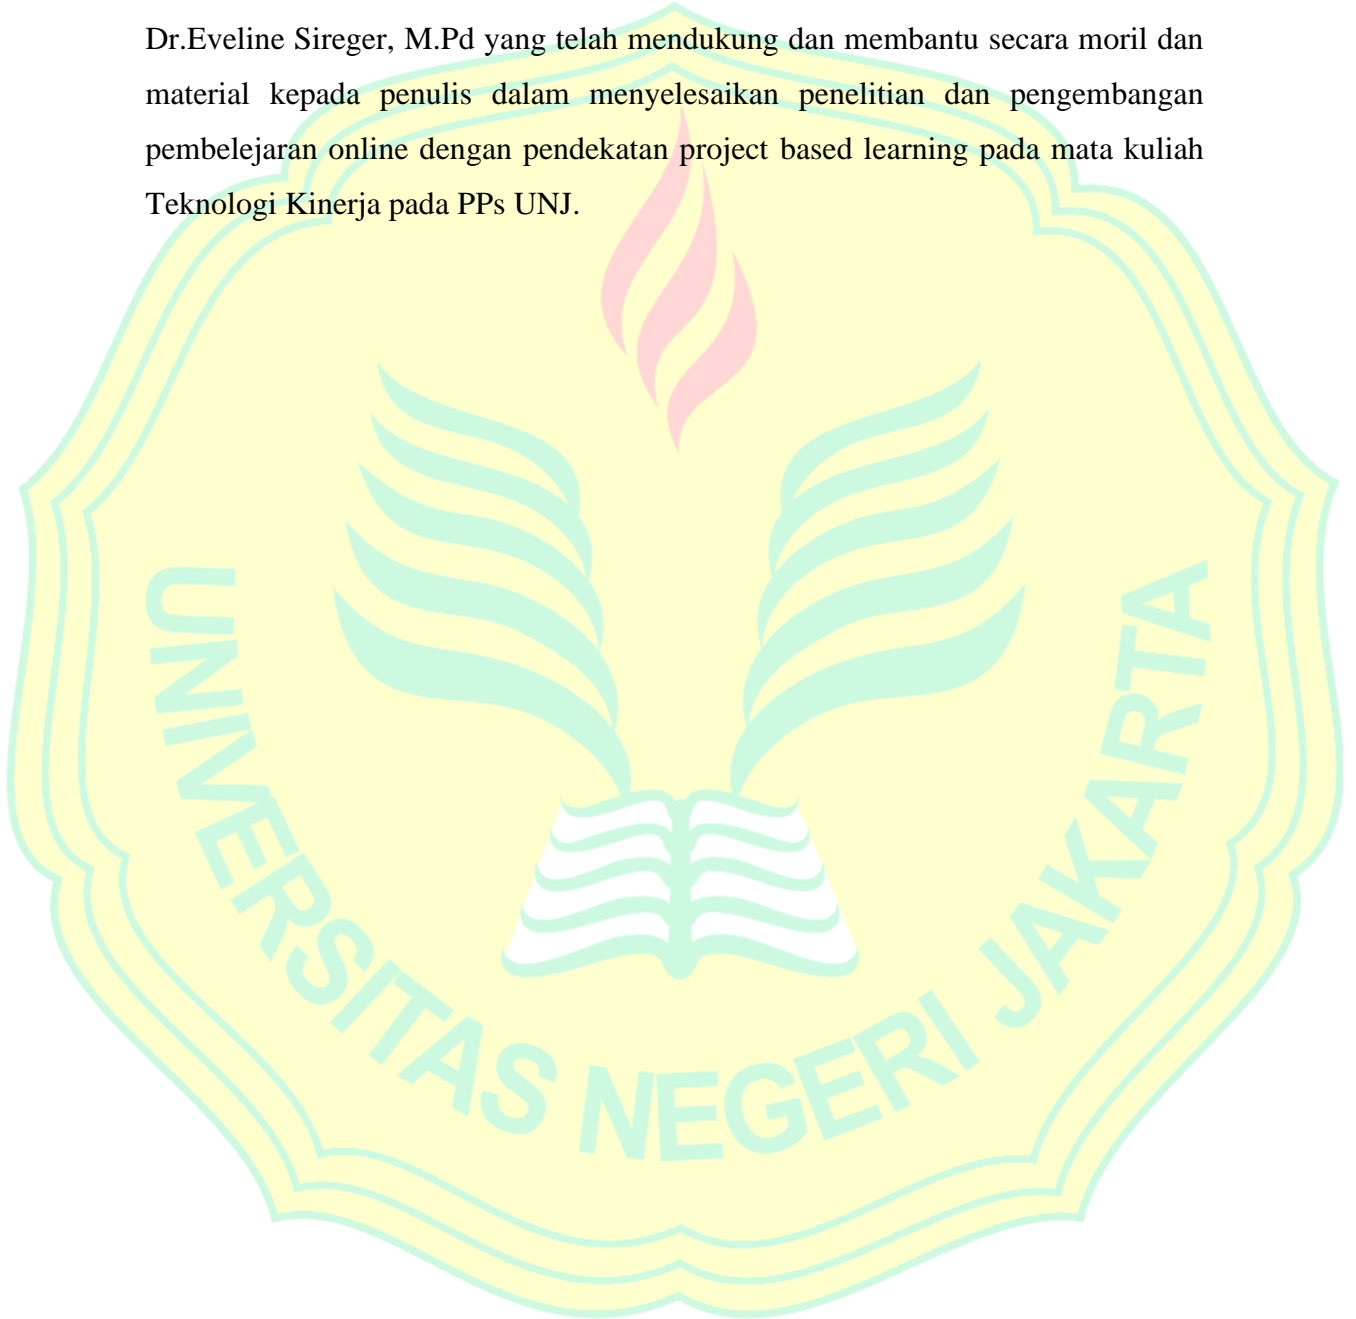 Dr.Eveline Sireger, M.Pd yang telah mendukung dan membantu secara moril dan
material kepada penulis dalam menyelesaikan penelitian dan pengembangan
pembelejaran online dengan pendekatan project based learning pada mata kuliah
Teknologi Kinerja pada PPs UNJ.
UNIVERSITAS NEGERI JAKARTA